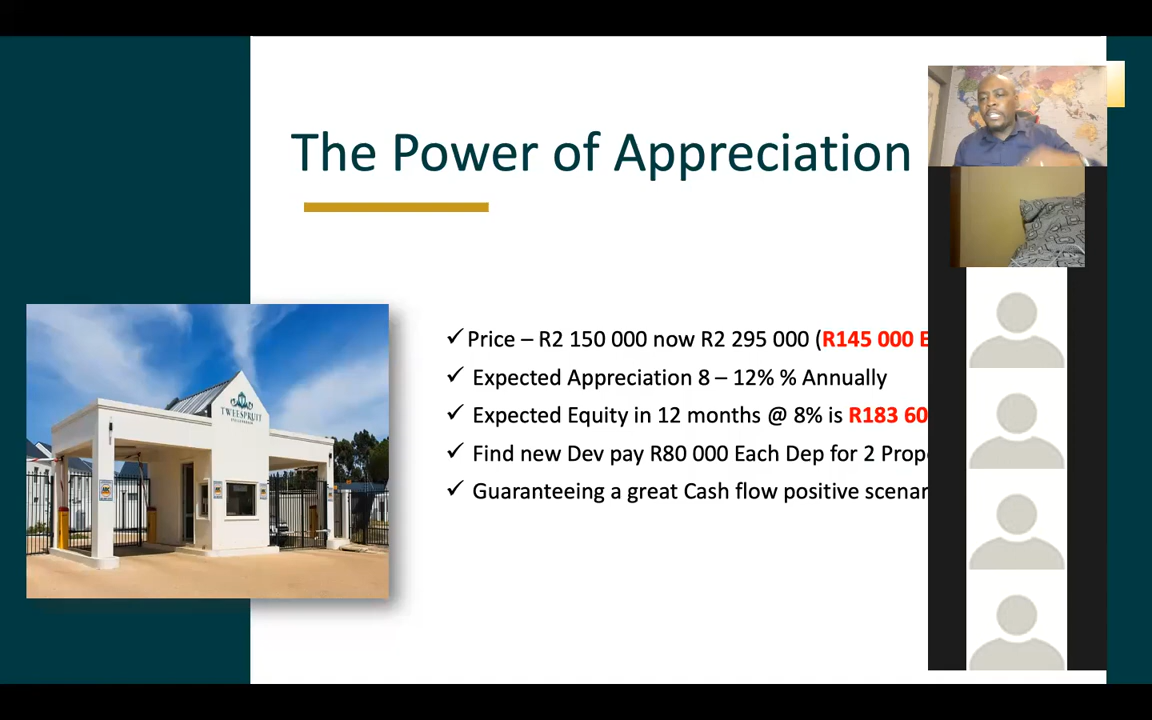 The Power of Appreciation
✓ Price – R2 150 000 now R2 295 000 (R145 000 E
✓ Expected Appreciation 8 – 12% % Annually
✓ Expected Equity in 12 months @ 8% is R183 60
✓ Find new Dev pay R80 000 Each Dep for 2 Prop
✓ Guaranteeing a great Cash flow positive scenar
TWEESPRUIT